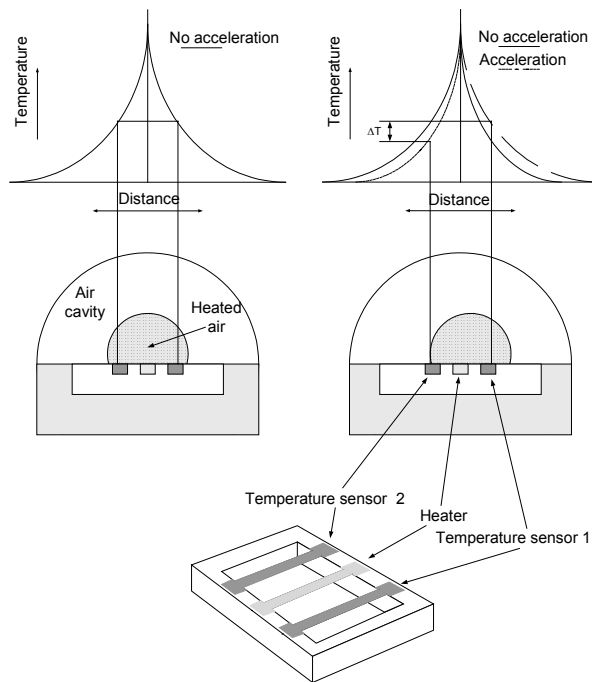 No acceleration
Temperature
Distance
Air
cavity
Heated
air
No acceleration
Acceleration
Temperature
ΔT
Distance
Temperature sensor 2
Heater
Temperature sensor 1